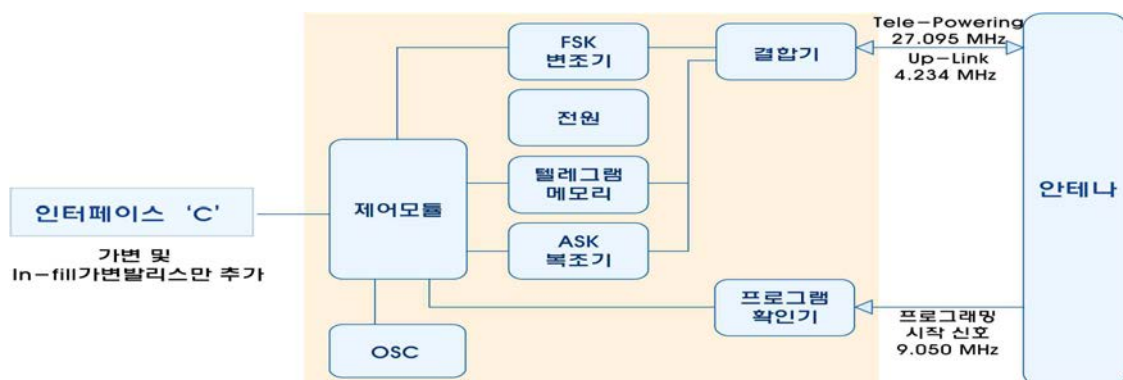 FSK
변조기
결합기
Tele-Powering
27.095 MHz
Up-Link
4.234 MHz
전원
제어모듈
텔레그램
메모리
안테나
인터페이스 'C'
가변 및
In-fill가변발리스만 추가
ASK
복조기
프로그램
확인기
프로그래밍
시작 신호
9.050 MHz
OSC